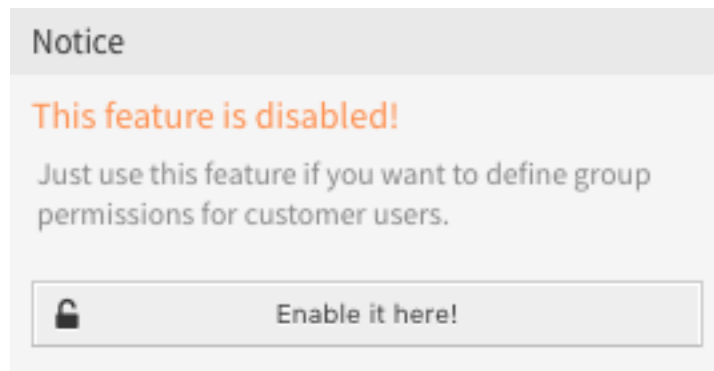 Notice
This feature is disabled!
Just use this feature if you want to define group
permissions for customer users.
Enable it here!